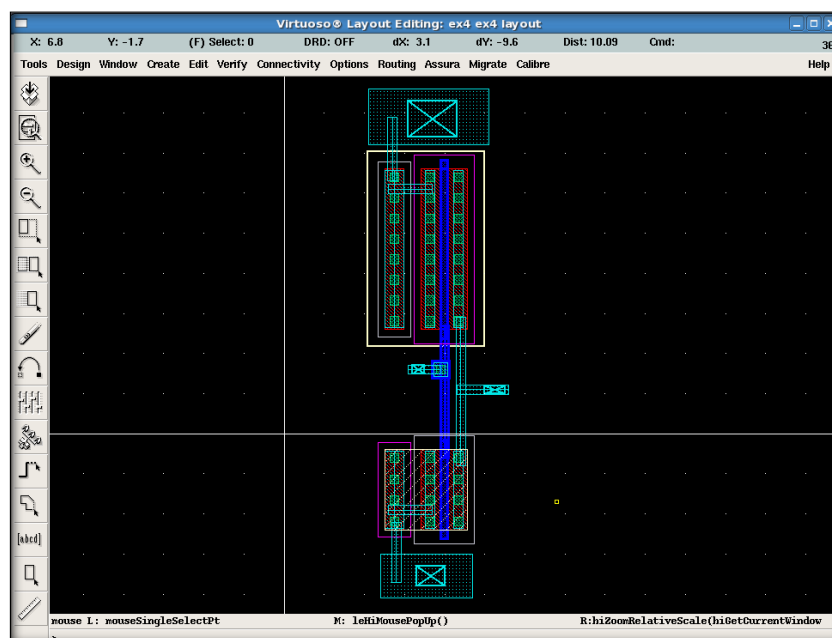 Virtuoso® Layout Editing: ex4 ex4 layout
X: 6.8 Y: -1.7 (F) Select: 0 DRD: OFF dX: 3.1 dY: -9.6 Dist: 10.09 Cmd: 36
Tools Design Window Create Edit Verify Connectivity Options Routing Assura Migrate Calibre Help
[abcd]
mouse L: mouseSingleSelectPt M: leHiMousePopUp() R:hiZoomRelativeScale(hiGetCurrentWindow